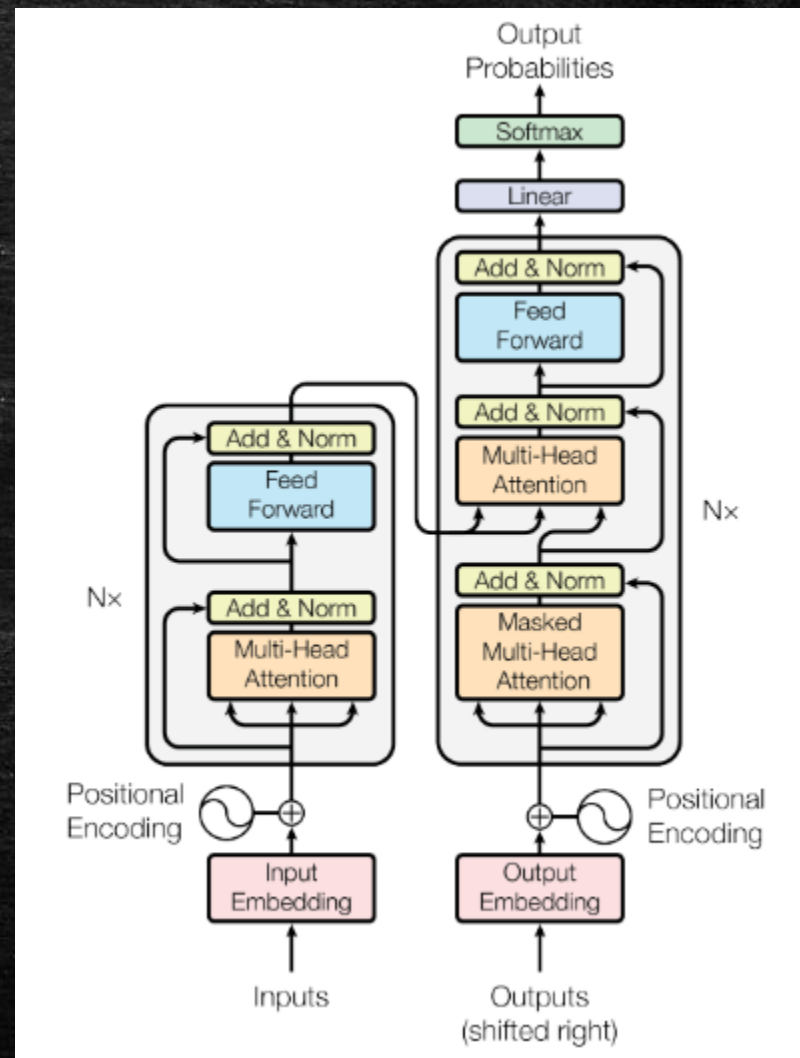 Output
Probabilities
Softmax
Linear
Add & Norm
Feed
Forward
Add & Norm
Multi-Head
Attention
Nx
Add & Norm
Masked
Multi-Head
Attention
Add & Norm
Feed
Forward
Nx
Add & Norm
Multi-Head
Attention
Positional
Encoding
Positional
Encoding
Input
Embedding
Output
Embedding
Inputs
Outputs
(shifted right)